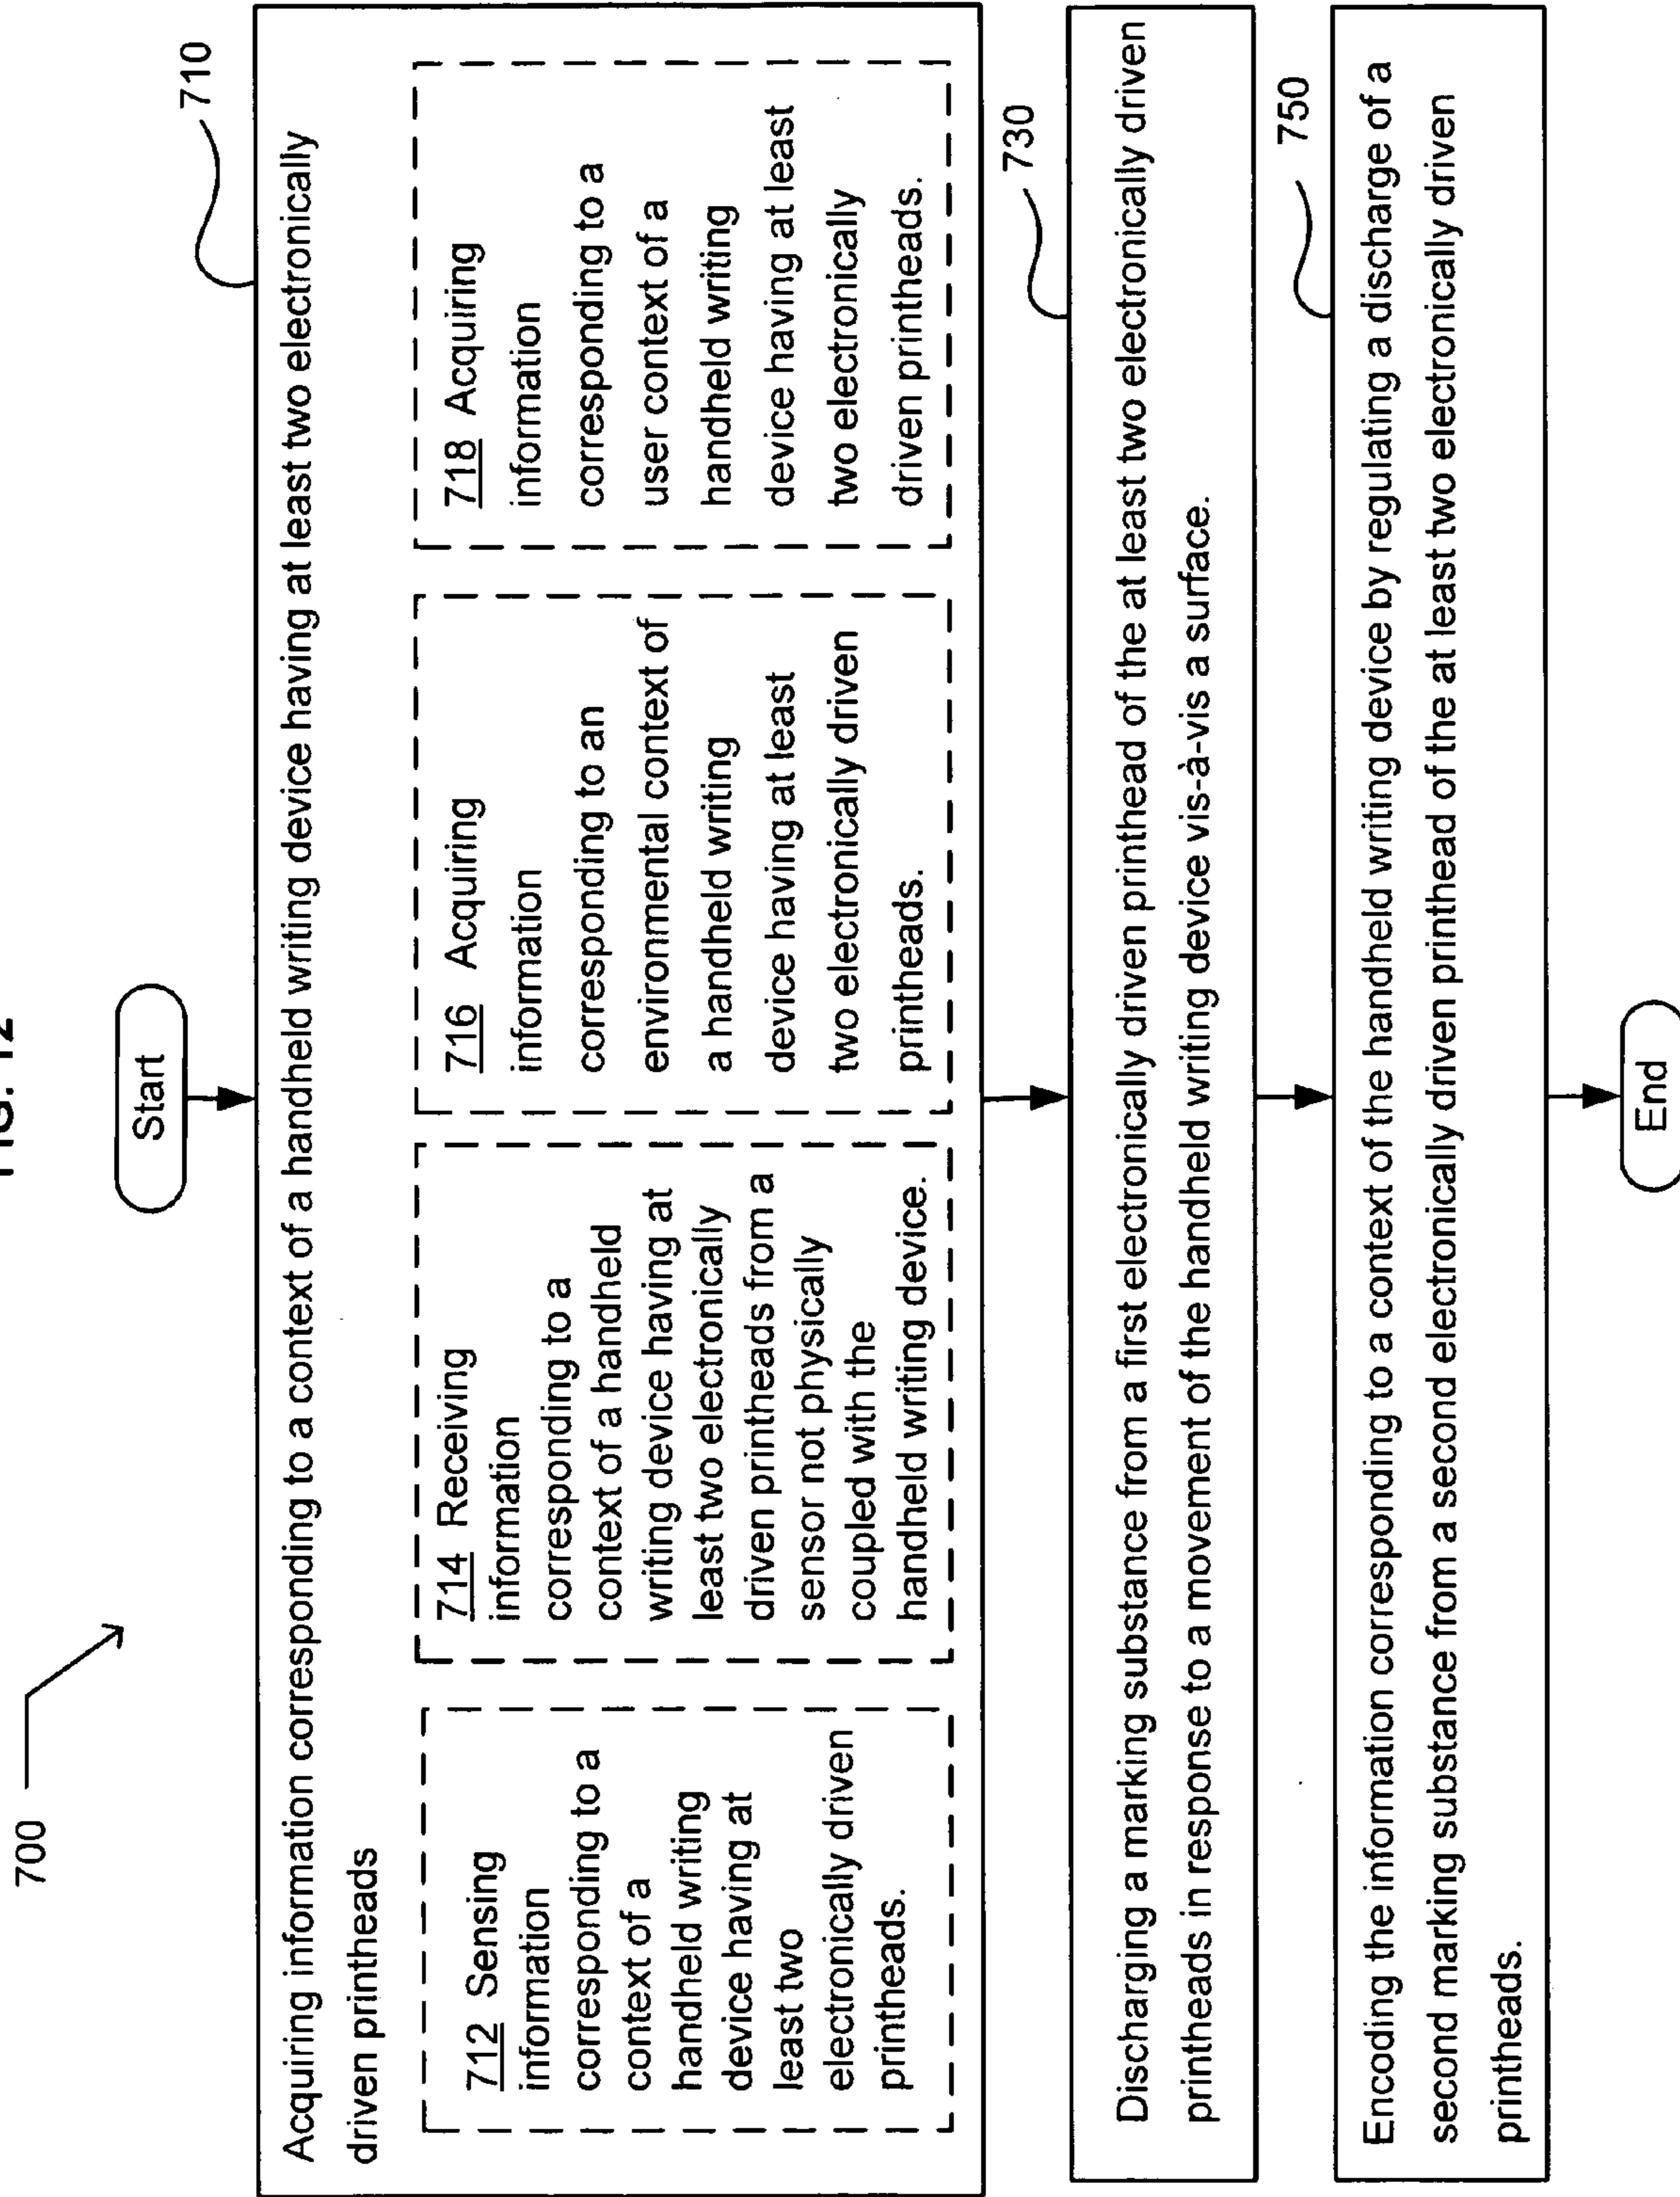 FIG. 12
700
Start
710
Acquiring information corresponding to a context of a handheld writing device having at least two electronically
driven printheads
712 Sensing
information
corresponding to a
context of a
handheld writing
device having at
least two
electronically driven
printheads.
714 Receiving
information
corresponding to a
context of a handheld
writing device having at
least two electronically
driven printheads from a
sensor not physically
coupled with the
handheld writing device.
716 Acquiring
information
corresponding to an
environmental context of
a handheld writing
device having at least
two electronically driven
printheads.
718 Acquiring
information
corresponding to a
user context of a
handheld writing
device having at least
two electronically
driven printheads.
730
Discharging a marking substance from a first electronically driven printhead of the at least two electronically driven
printheads in response to a movement of the handheld writing device vis-à-vis a surface.
750
Encoding the information corresponding to a context of the handheld writing device by regulating a discharge of a
second marking substance from a second electronically driven printhead of the at least two electronically driven
printheads.
End